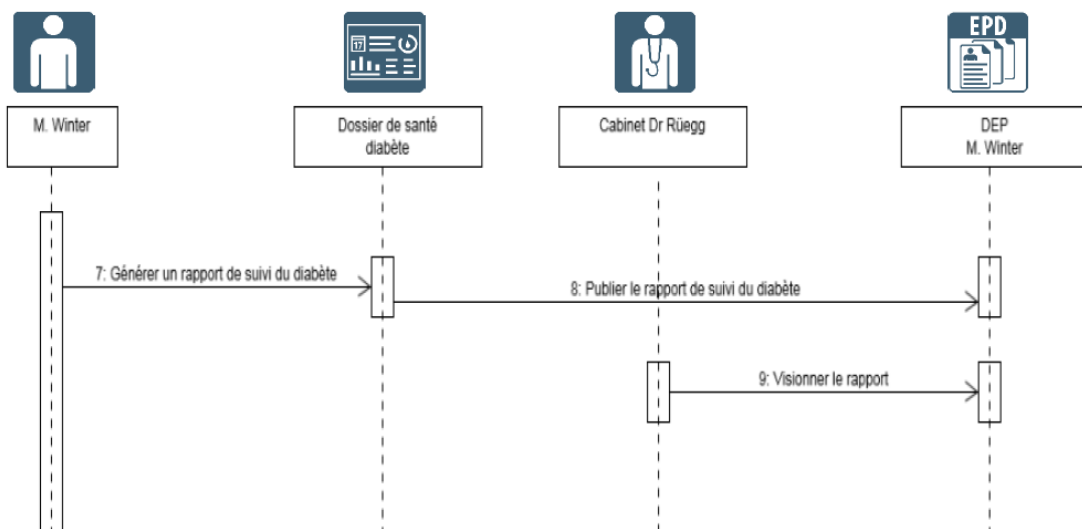 17
EPD
M. Winter
Dossier de santé
diabète
Cabinet Dr Rüegg
DEP
M. Winter
7: Générer un rapport de suivi du diabète
8: Publier le rapport de suivi du diabète
9: Visionner le rapport